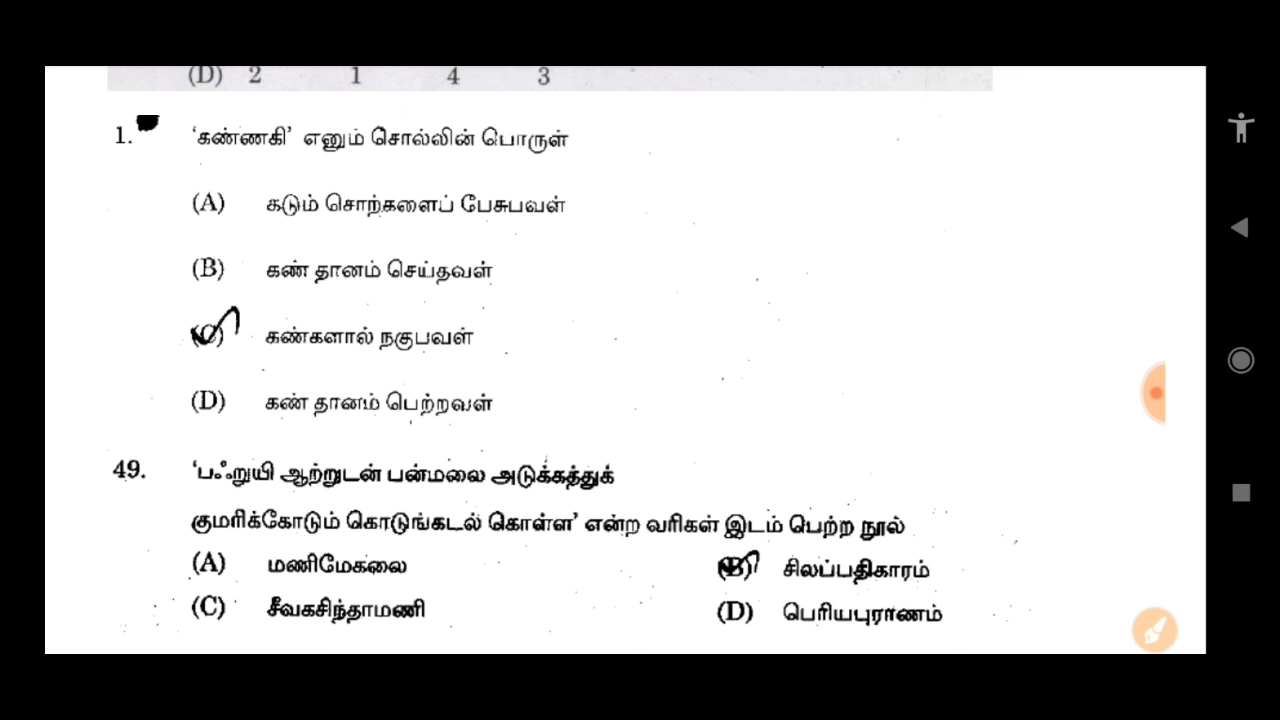 (D) 2 1 4 3
1. 'கண்ணகி' எனும் சொல்லின் பொருள்
(A) கடும் சொற்களைப் பேசுபவள்
(B) கண் தானம் செய்தவள்
(C) கண்களால் நகுபவள்
(D) கண் தானம் பெற்றவள்
49. 'பஃறுயி ஆற்றுடன் பன்மலை அடுக்கத்துக்
குமரிக்கோடும் கொடுங்கடல் கொள்ள' என்ற வரிகள் இடம் பெற்ற நூல்
(A) மணிமேகலை (B) சிலப்பதிகாரம்
(C) சீவகசிந்தாமணி (D) பெரியபுராணம்